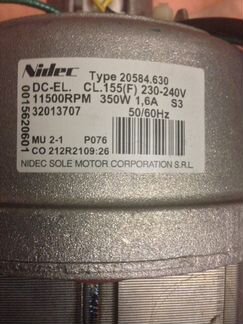 Nidec Type 20584.630
DC-EL. CL.155(F) 230-240V
11500RPM 350W 1,6A S3
32013707 50/60Hz
0015620601
MU 2-1 P076
CO 212R2109:26
NIDEC SOLE MOTOR CORPORATION S.R.L.